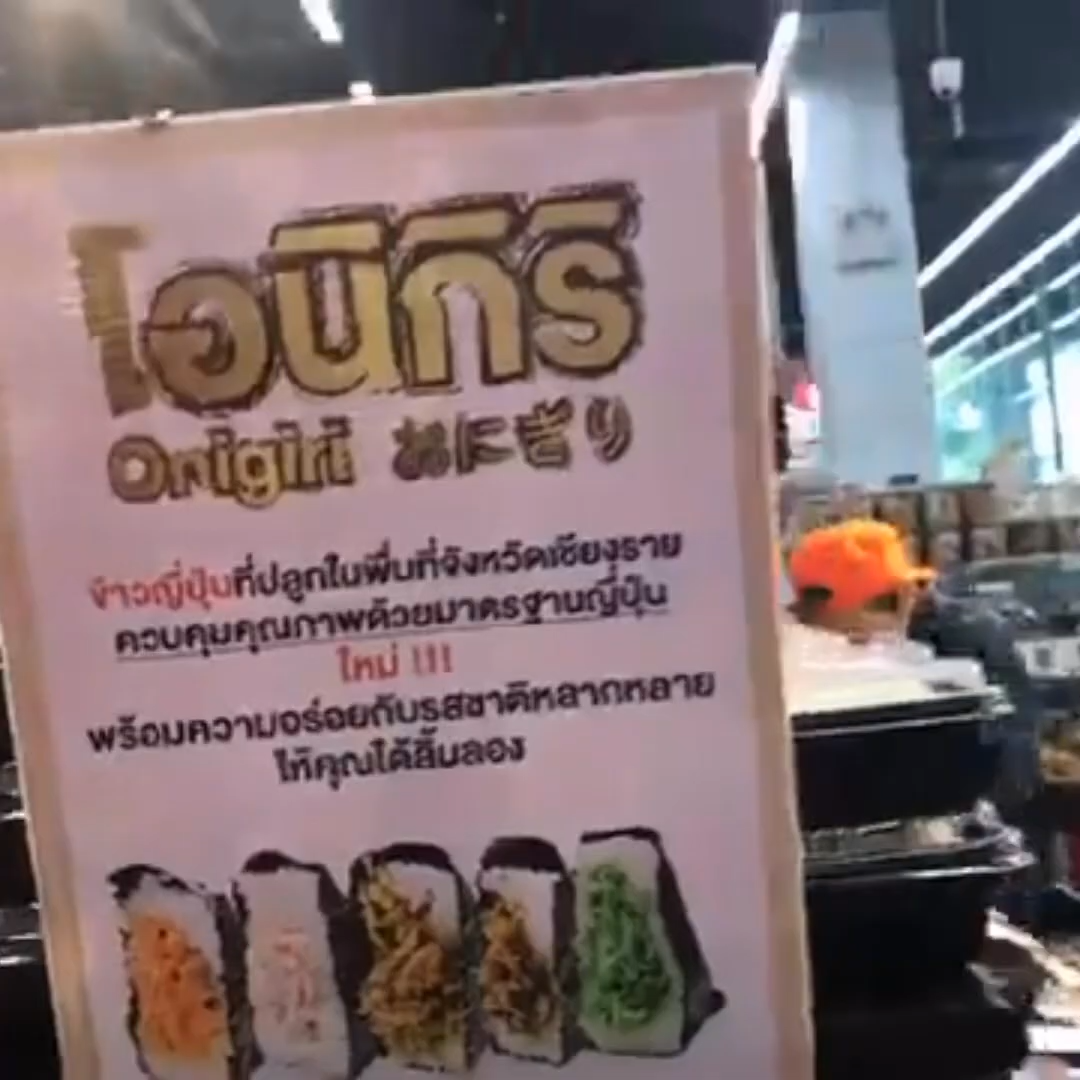 โอนิกิริ
Onigiri おにぎり
ข้าวญี่ปุ่นที่ปลูกในพื้นที่จังหวัดเชียงราย
ควบคุมคุณภาพด้วยมาตรฐานญี่ปุ่น
ใหม่ !!!
พร้อมความอร่อยกับรสชาติหลากหลาย
ให้คุณได้ลิ้มลอง